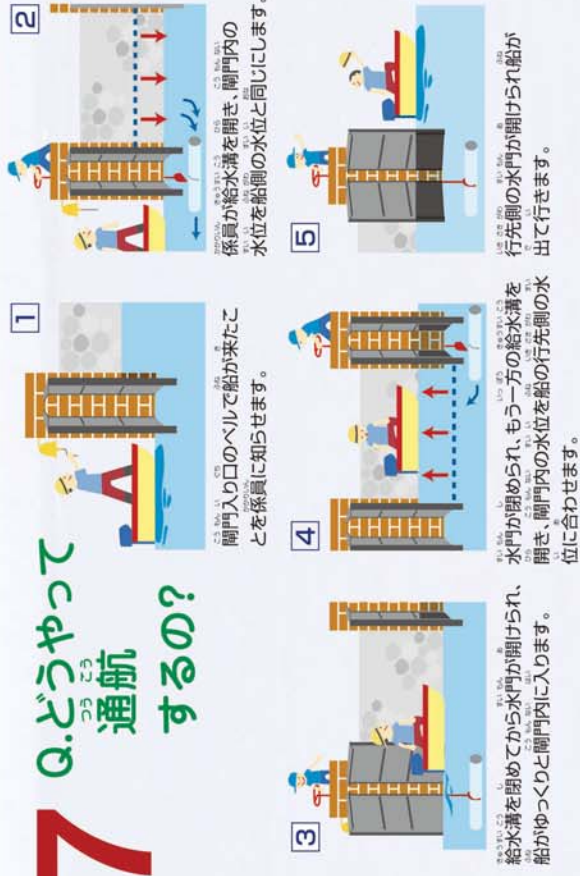 7
Q.どうやって
通航
するの?
1
閘門入り口のベルで船が来たこ
とを係員に知らせます。
2
係員が給水溝を開き、閘門内の
水位を船側の水位と同じにします。
3
給水溝を閉めてから水門が開けられ、
船がゆっくりと閘門内に入ります。
4
水門が閉められ、もう一方の給水溝を
開き、閘門内の水位を船の行先側の水
位に合わせます。
5
行先側の水門が開けられ船が
出て行きます。